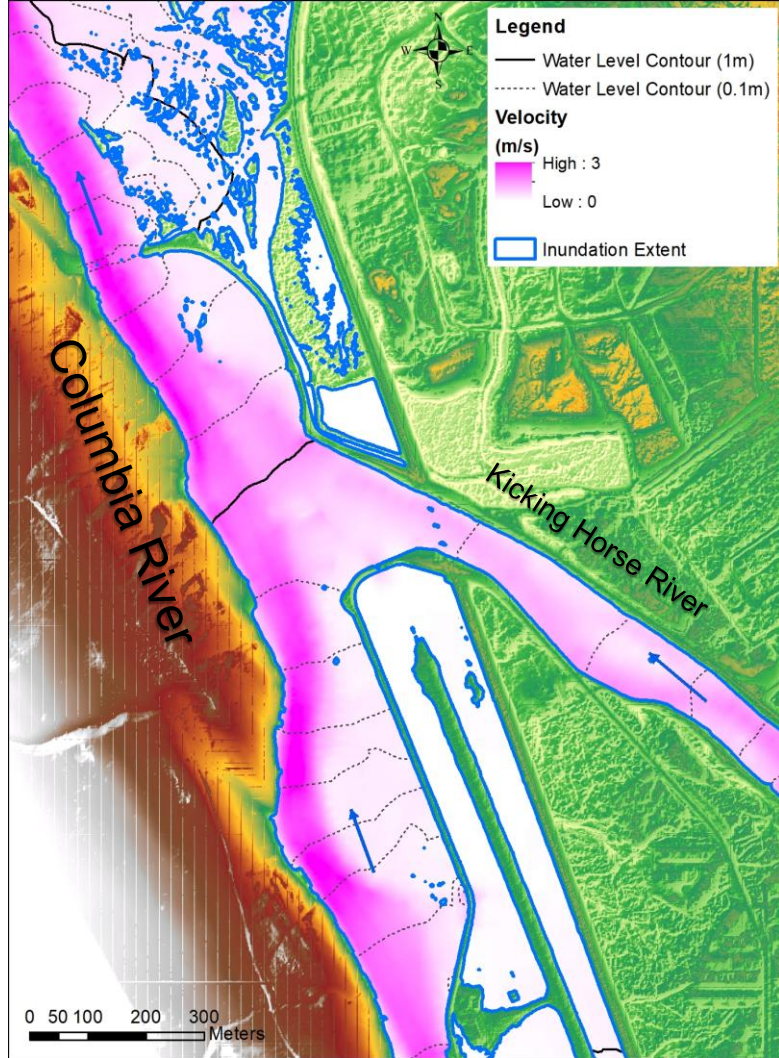 N
W E
S
Legend
Water Level Contour (1m)
Water Level Contour (0.1m)
Velocity
(m/s)
High : 3
Low : 0
Inundation Extent
Columbia River
Kicking Horse River
0 50 100 200 300
Meters